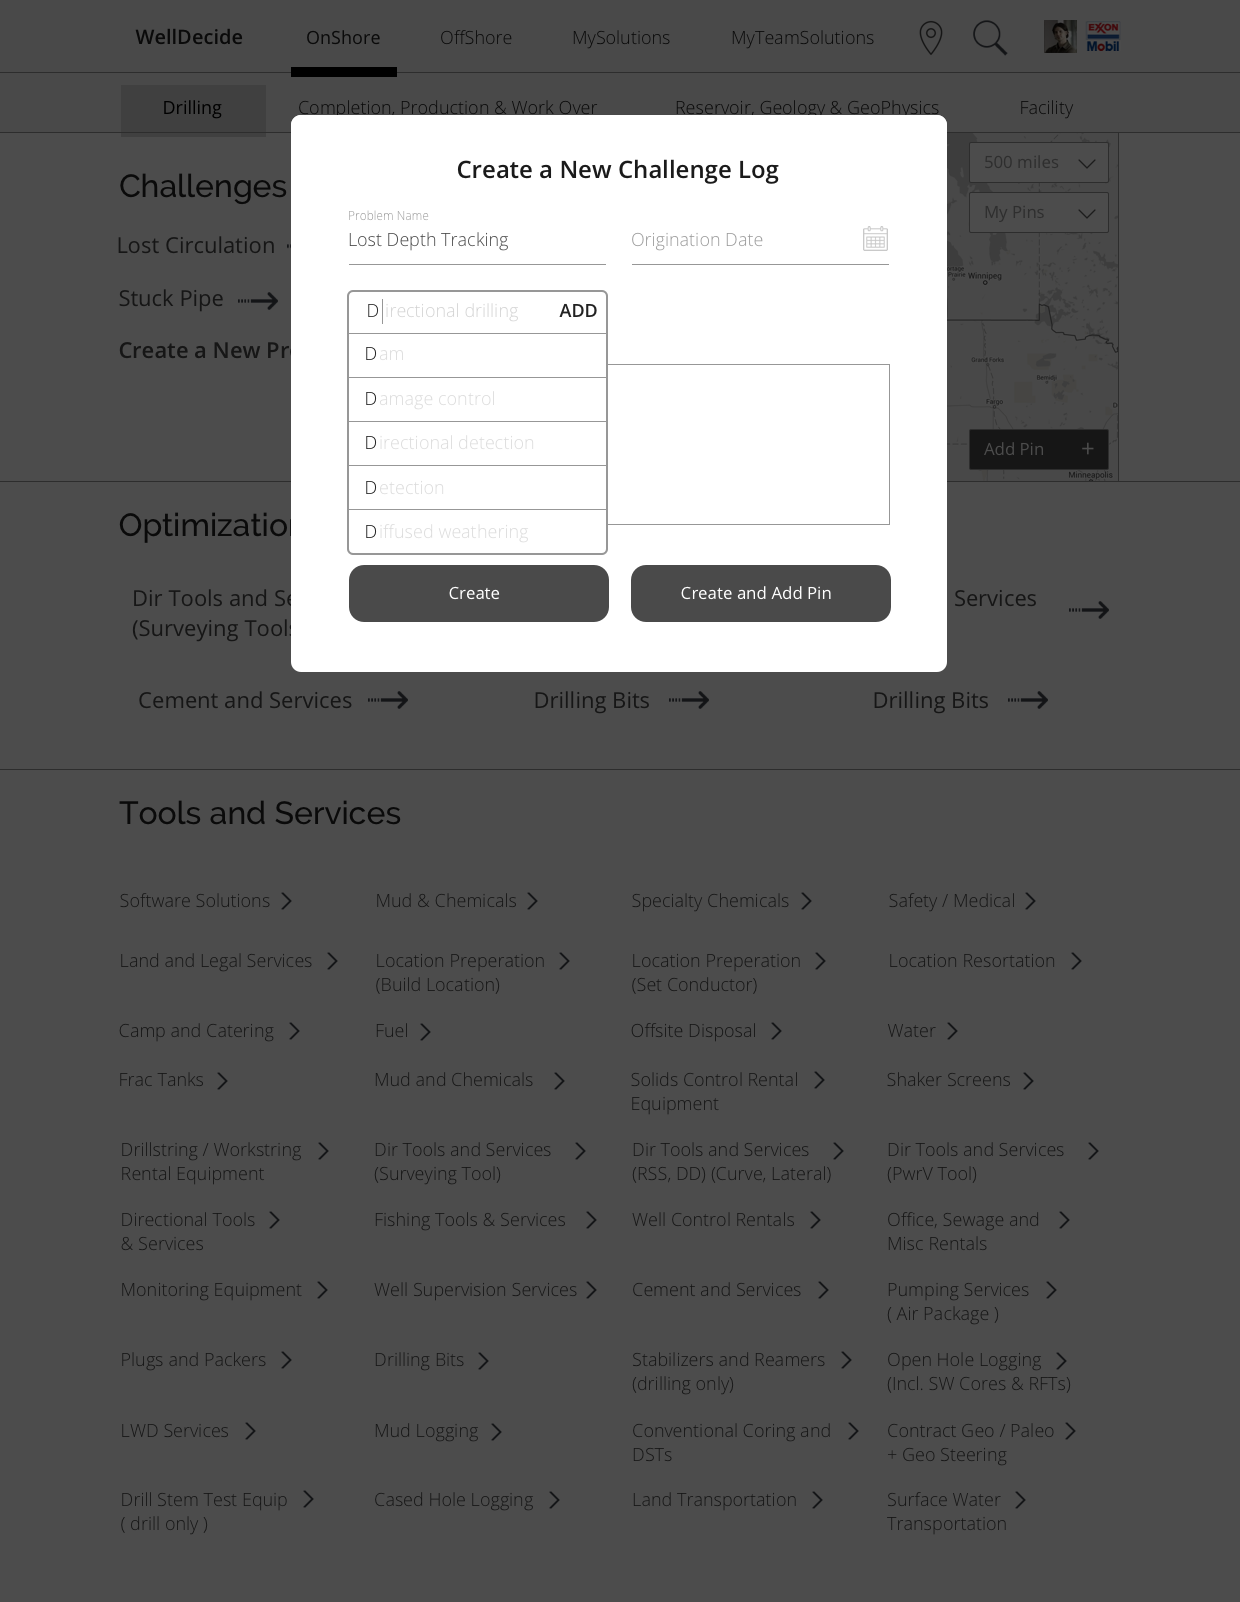 WellDecide OnShore OffShore MySolutions MyTeamSolutions EXXON Mobil
Drilling Completion, Production & Work Over Reservoir, Geology & GeoPhysics Facility
Create a New Challenge Log
500 miles
My Pins
Challenges
Problem Name
Lost Depth Tracking Origination Date
Lost Circulation
Winnipeg
Stuck Pipe
Directional drilling ADD
Create a New Pr
Dam
Grand Forks
Bemidji
Damage control
Fargo
Directional detection
Add Pin +
Minneapolis
Detection
Optimization
Diffused weathering
Create Create and Add Pin
Dir Tools and Se
(Surveying Tools
Services
Cement and Services Drilling Bits Drilling Bits
Tools and Services
Software Solutions Mud & Chemicals Specialty Chemicals Safety / Medical
Land and Legal Services Location Preperation Location Preperation Location Resortation
(Build Location) (Set Conductor)
Camp and Catering Fuel Offsite Disposal Water
Frac Tanks Mud and Chemicals Solids Control Rental Shaker Screens
Equipment
Drillstring / Workstring Dir Tools and Services Dir Tools and Services Dir Tools and Services
Rental Equipment (Surveying Tool) (RSS, DD) (Curve, Lateral) (PwrV Tool)
Directional Tools Fishing Tools & Services Well Control Rentals Office, Sewage and
& Services Misc Rentals
Monitoring Equipment Well Supervision Services Cement and Services Pumping Services
( Air Package )
Plugs and Packers Drilling Bits Stabilizers and Reamers Open Hole Logging
(drilling only) (Incl. SW Cores & RFTs)
LWD Services Mud Logging Conventional Coring and Contract Geo / Paleo
DSTs + Geo Steering
Drill Stem Test Equip Cased Hole Logging Land Transportation Surface Water
( drill only ) Transportation